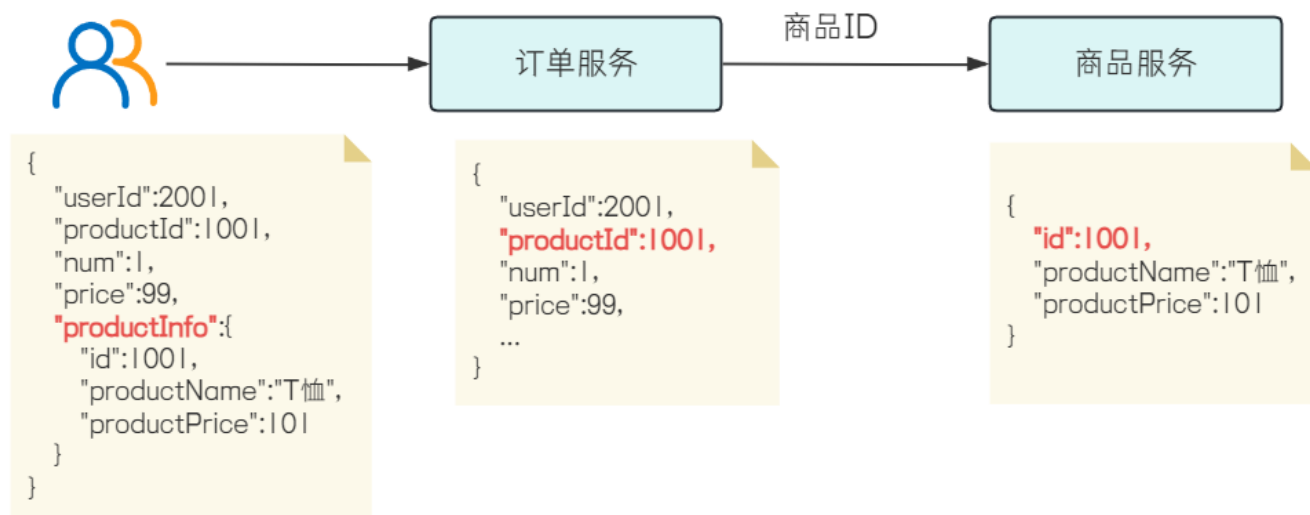 商品ID
订单服务
商品服务
{
"userId":2001,
"productId":1001,
"num":1,
"price":99,
"productInfo":{
"id":1001,
"productName":"T恤",
"productPrice":101
}
}
{
"userId":2001,
"productId":1001,
"num":1,
"price":99,
...
}
{
"id":1001,
"productName":"T恤",
"productPrice":101
}